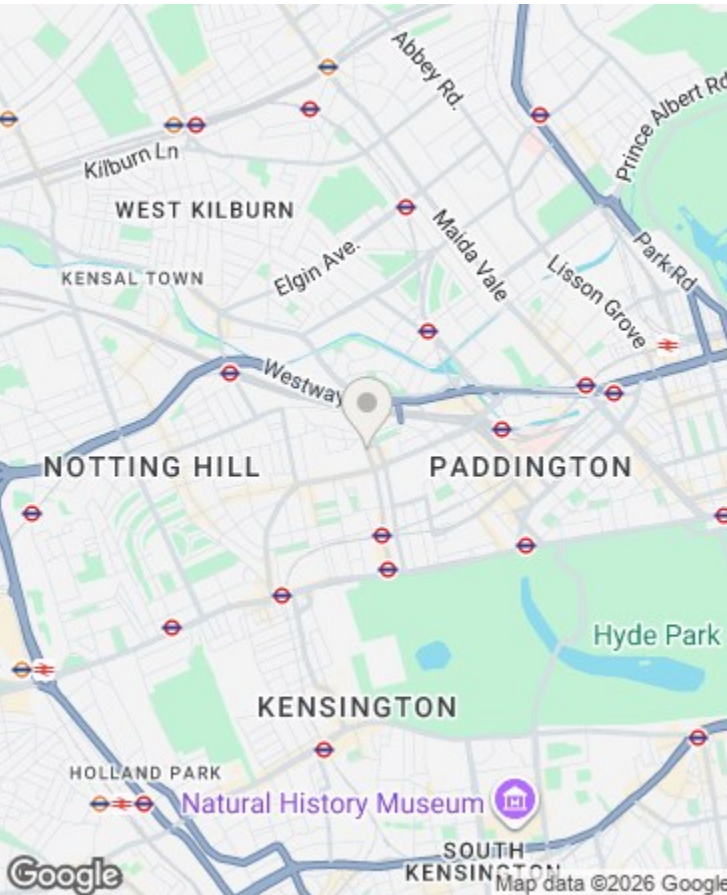 Abbey Rd.
Prince Albert Rd
Kilburn Ln
WEST KILBURN
Maida Vale
Elgin Ave.
Park Rd
KENSAL TOWN
Lisson Grove
Westway
NOTTING HILL
PADDINGTON
Hyde Park
KENSINGTON
HOLLAND PARK
Natural History Museum
SOUTH
KENSINGTON
Google
Map data ©2026 Google